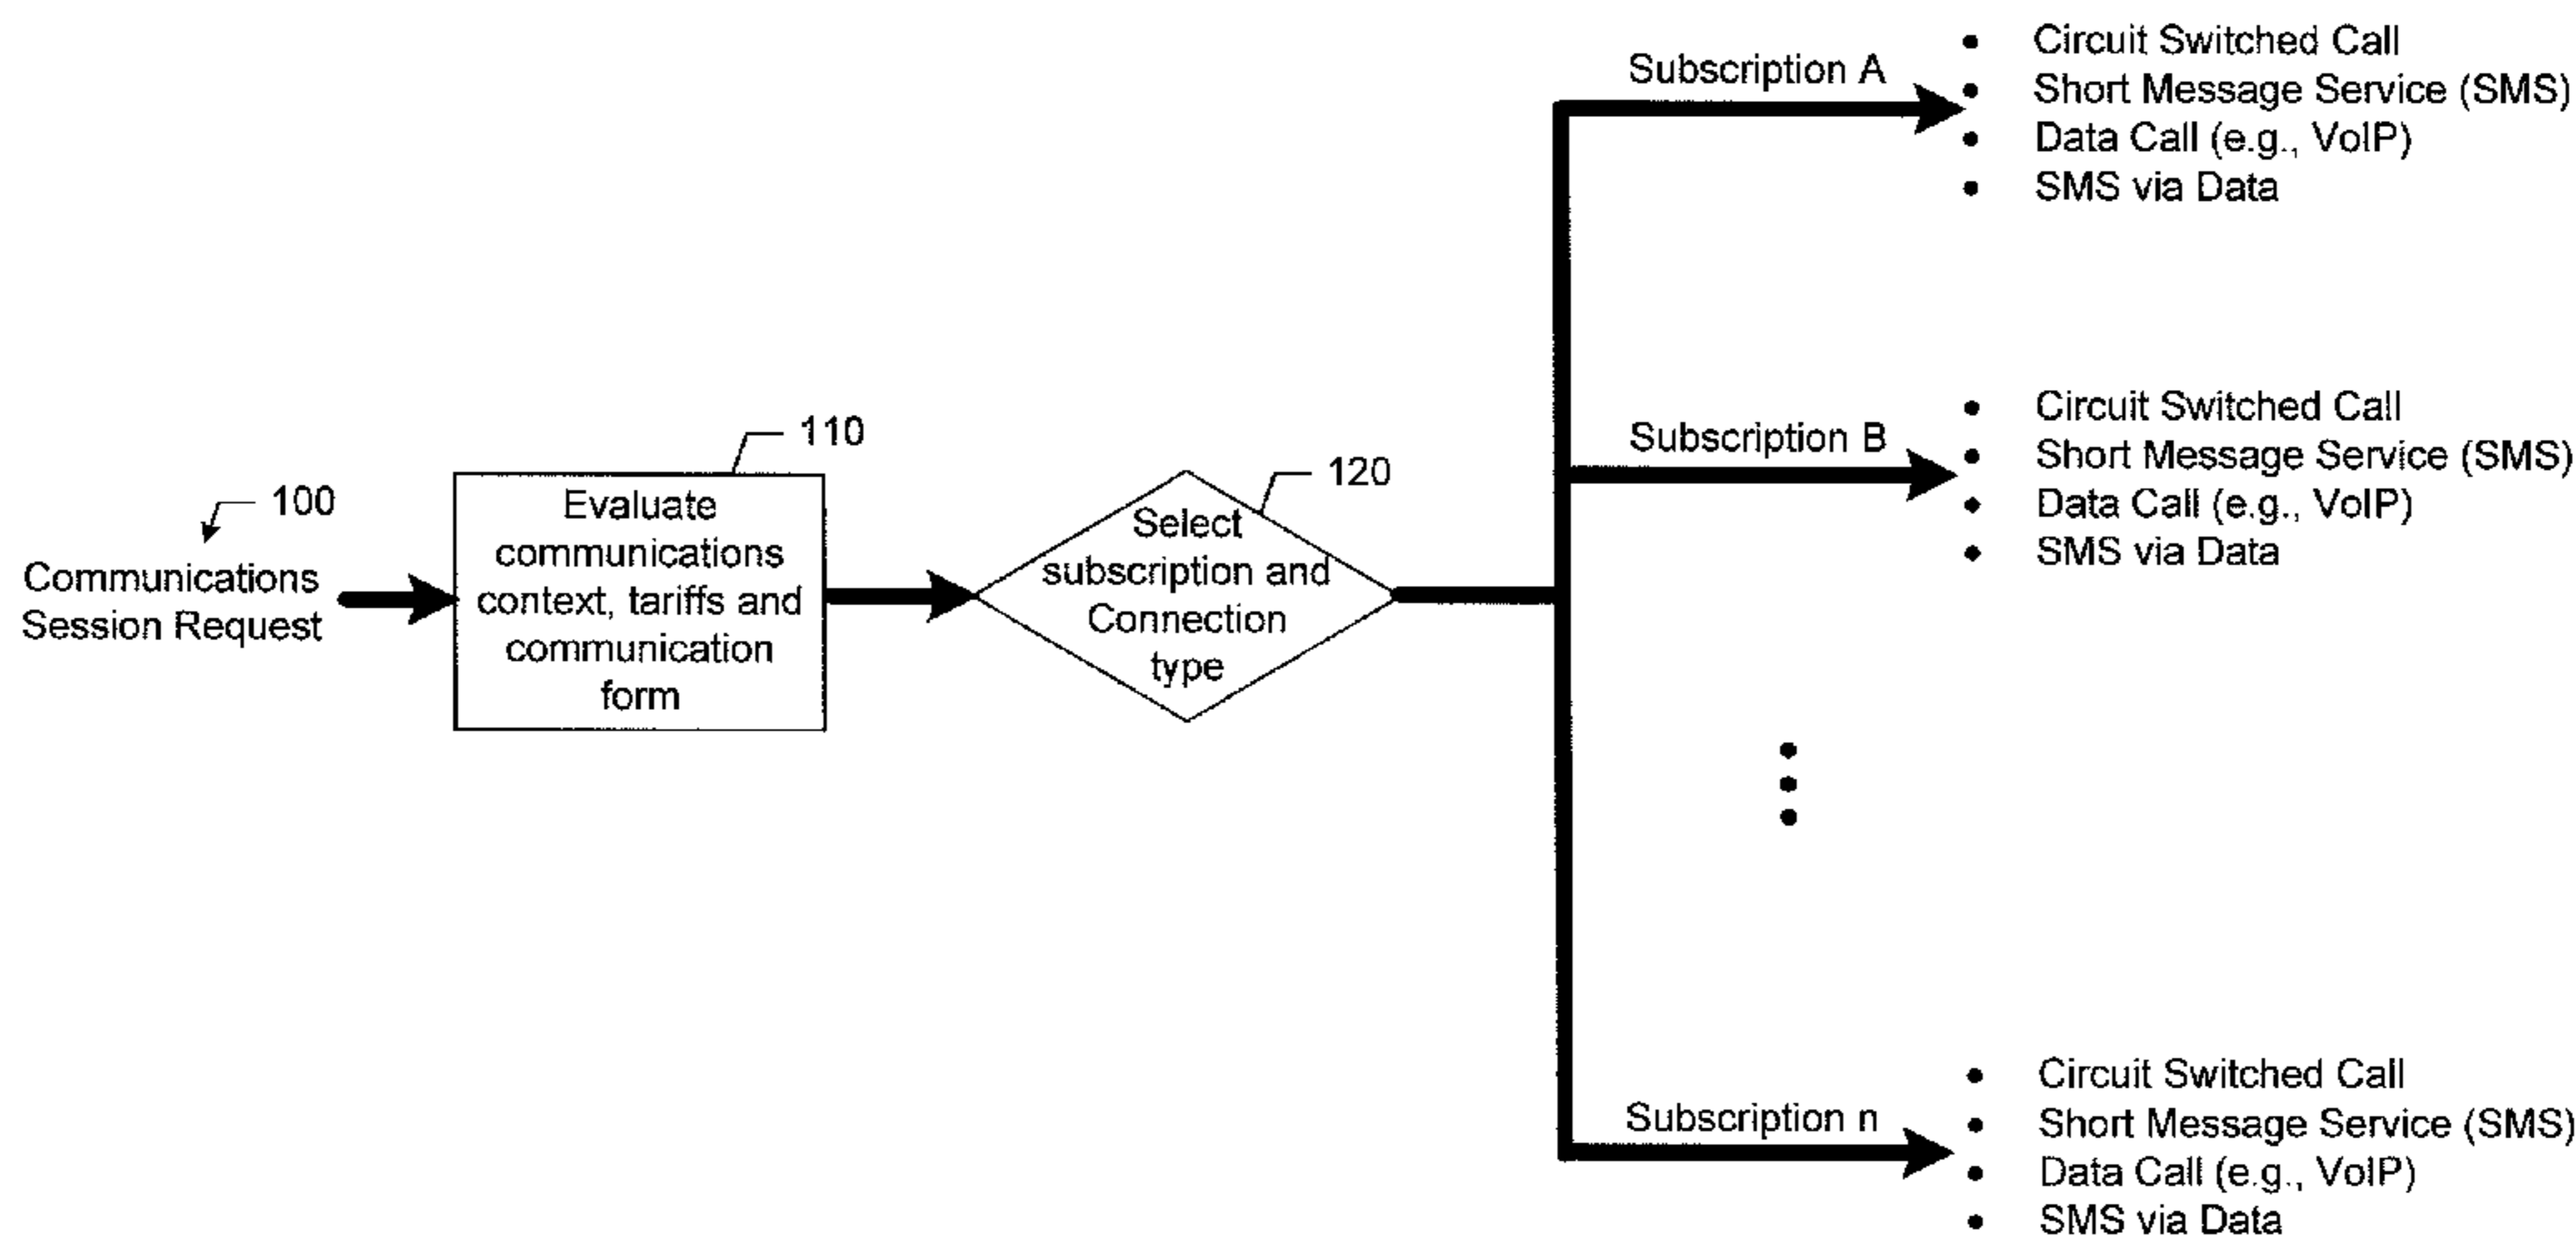 100
Communications
Session Request
110
Evaluate
communications
context, tariffs and
communication
form
120
Select
subscription and
Connection
type
Subscription A
• Circuit Switched Call
• Short Message Service (SMS)
• Data Call (e.g., VoIP)
• SMS via Data
Subscription B
• Circuit Switched Call
• Short Message Service (SMS)
• Data Call (e.g., VoIP)
• SMS via Data
Subscription n
• Circuit Switched Call
• Short Message Service (SMS)
• Data Call (e.g., VoIP)
• SMS via Data